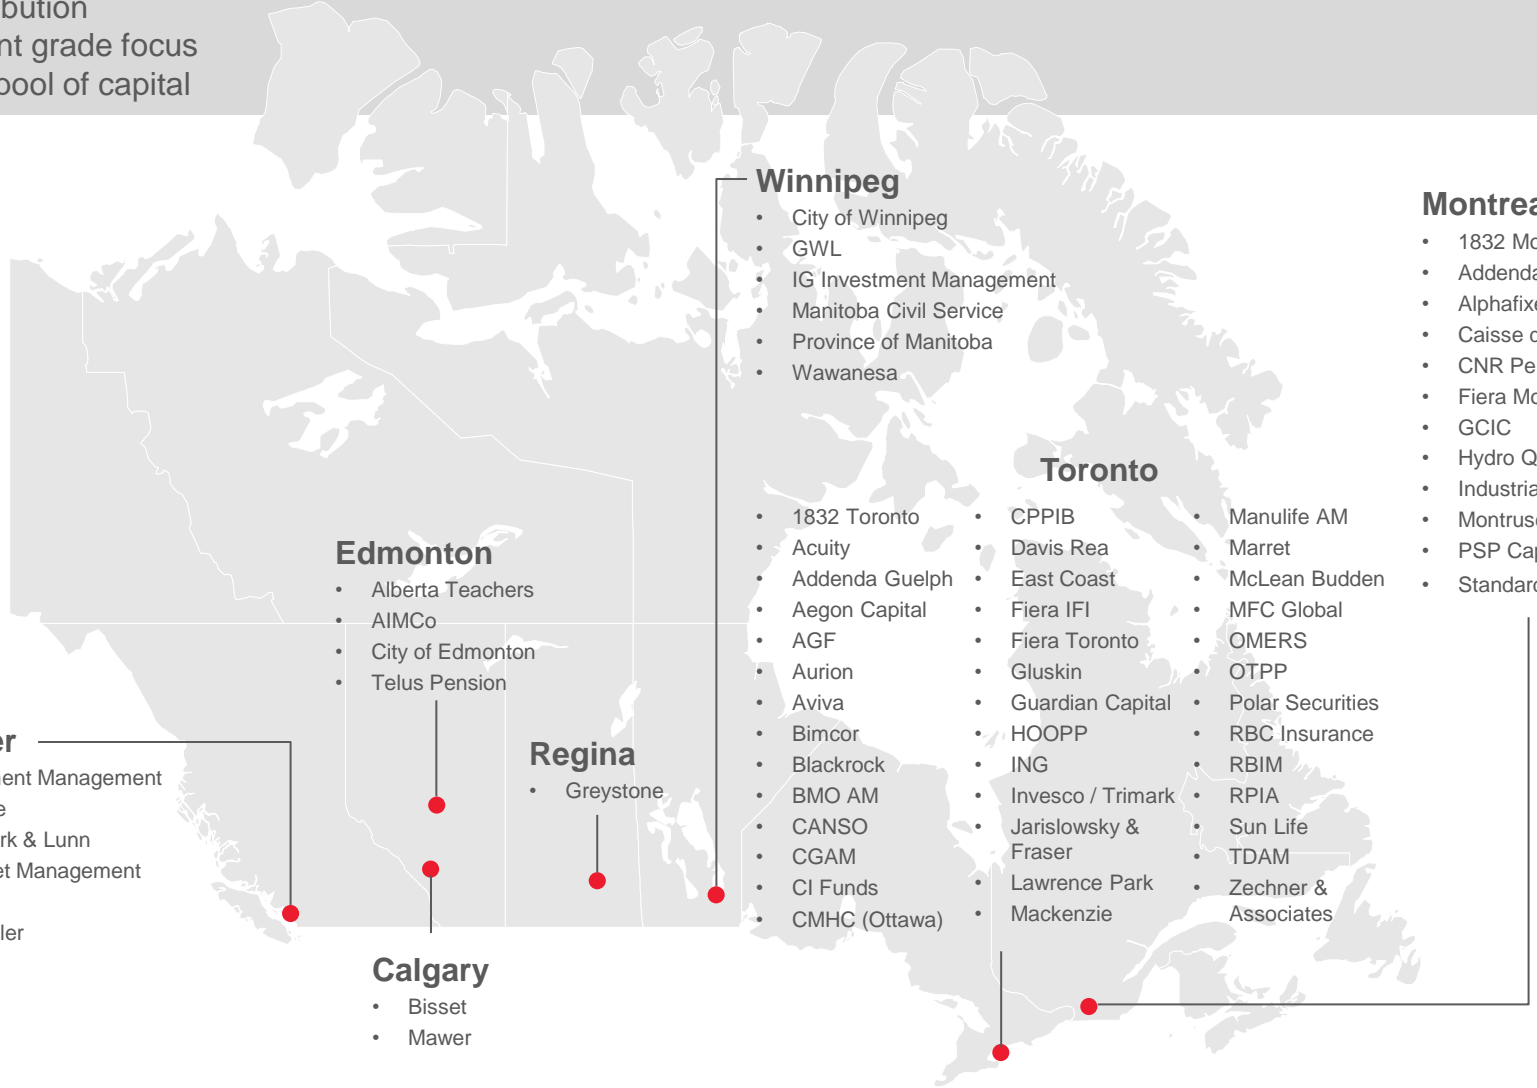 bution
nt grade focus
pool of capital
Winnipeg
• City of Winnipeg
• GWL
• IG Investment Management
• Manitoba Civil Service
• Province of Manitoba
• Wawanesa
Montrea
• 1832 Mo
• Addenda
• Alphafixe
• Caisse d
• CNR Pe
• Fiera Mo
• GCIC
• Hydro Q
• Industria
• Montrusc
• PSP Cap
• Standard
Toronto
• 1832 Toronto
• Acuity
• Addenda Guelph
• Aegon Capital
• AGF
• Aurion
• Aviva
• Bimcor
• Blackrock
• BMO AM
• CANSO
• CGAM
• CI Funds
• CMHC (Ottawa)
• CPPIB
• Davis Rea
• East Coast
• Fiera IFI
• Fiera Toronto
• Gluskin
• Guardian Capital
• HOOPP
• ING
• Invesco / Trimark
• Jarislowsky &
Fraser
• Lawrence Park
• Mackenzie
• Manulife AM
• Marret
• McLean Budden
• MFC Global
• OMERS
• OTPP
• Polar Securities
• RBC Insurance
• RBIM
• RPIA
• Sun Life
• TDAM
• Zechner &
Associates
Edmonton
• Alberta Teachers
• AIMCo
• City of Edmonton
• Telus Pension
Regina
• Greystone
er
ent Management
e
rk & Lunn
et Management
ler
Calgary
• Bisset
• Mawer